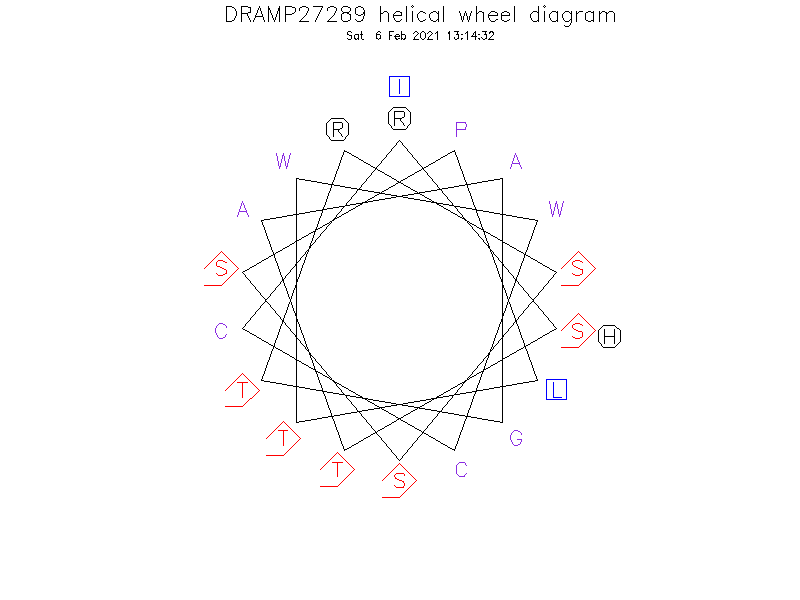 DRAMP27289 helical wheel diagram
Sat 6 Feb 2021 13:14:32
I
R R P
W A
A W
S S
C S H
T L
T G
T C
S